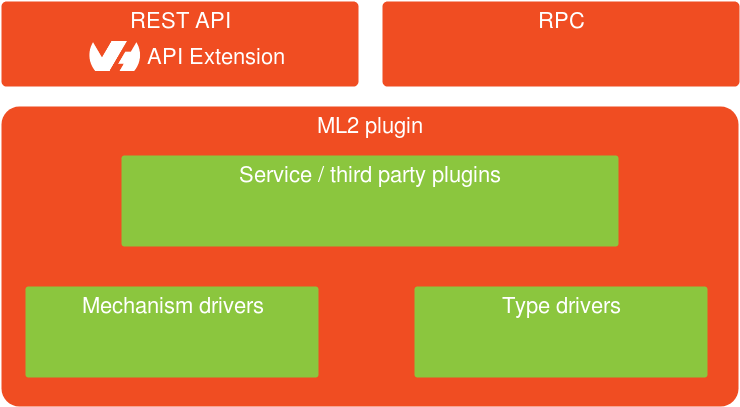 REST API
API Extension
RPC
ML2 plugin
Service / third party plugins
Mechanism drivers
Type drivers